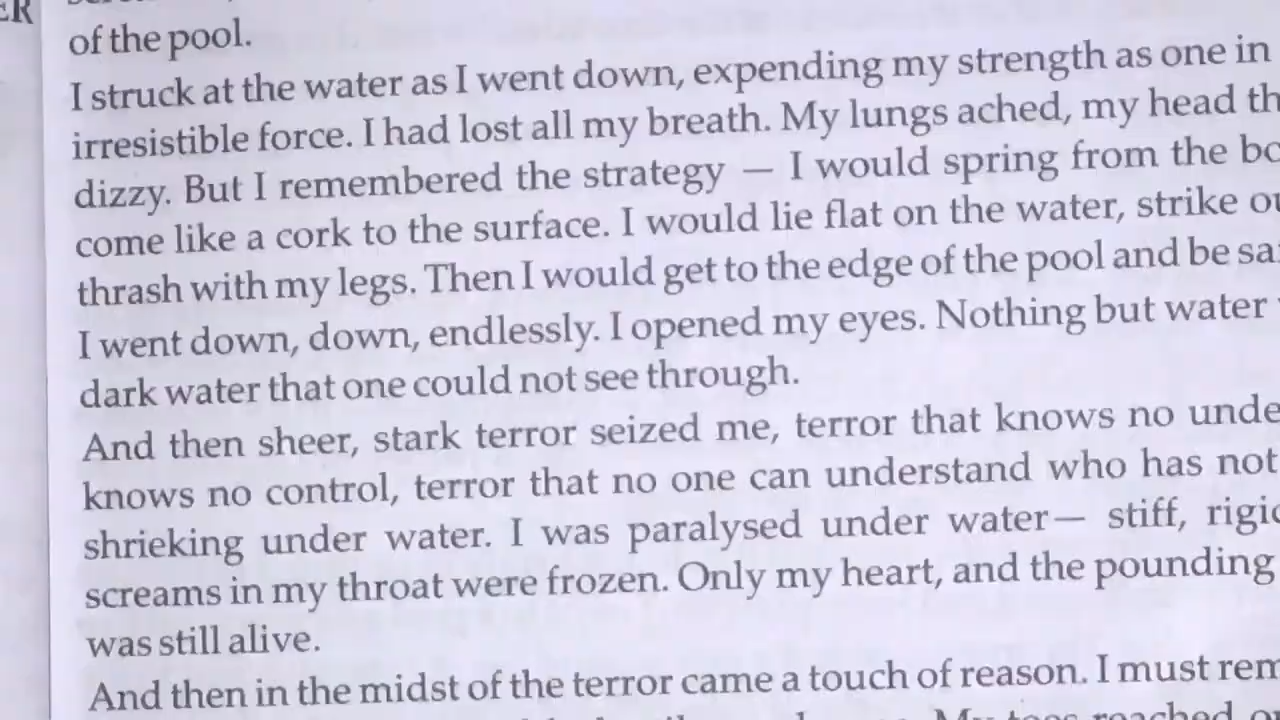 of the pool.
I struck at the water as I went down, expending my strength as one in
irresistible force. I had lost all my breath. My lungs ached, my head
dizzy. But I remembered the strategy — I would spring from the
come like a cork to the surface. I would lie flat on the water, strike
thrash with my legs. Then I would get to the edge of the pool and be
I went down, down, endlessly. I opened my eyes. Nothing but water
dark water that one could not see through.
And then sheer, stark terror seized me, terror that knows no
knows no control, terror that no one can understand who has not
shrieking under water. I was paralysed under water— stiff,
screams in my throat were frozen. Only my heart, and the pounding
was still alive.
And then in the midst of the terror came a touch of reason. I must
My toes reached